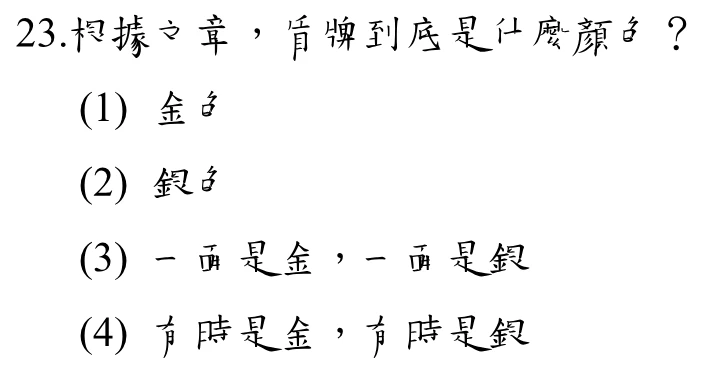 23.根據文章，盾牌到底是什麼顏色？
(1) 金色
(2) 銀色
(3) 一面是金，一面是銀
(4) 有時是金，有時是銀